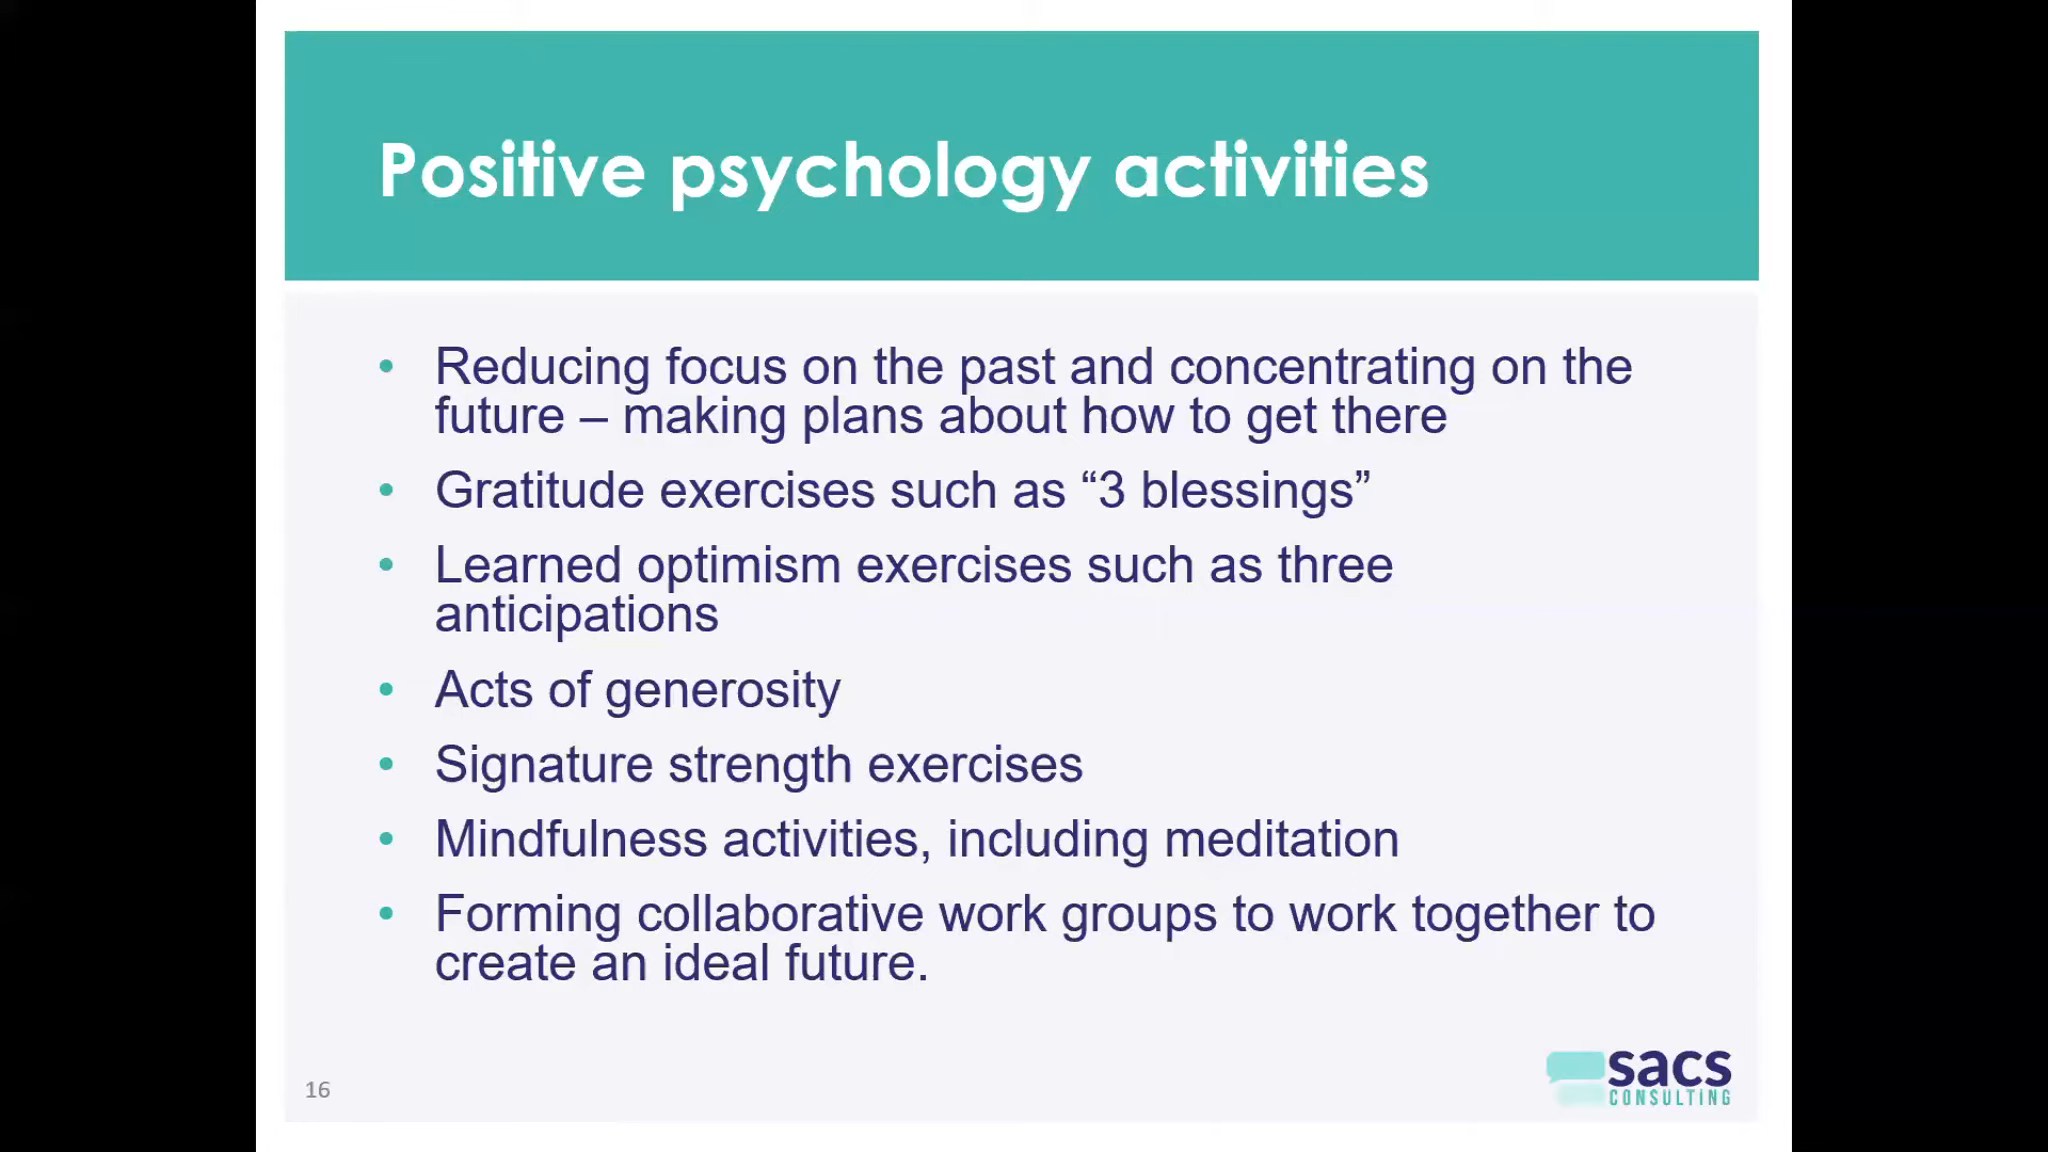 Positive psychology activities
• Reducing focus on the past and concentrating on the
future – making plans about how to get there
• Gratitude exercises such as “3 blessings”
• Learned optimism exercises such as three
anticipations
• Acts of generosity
• Signature strength exercises
• Mindfulness activities, including meditation
• Forming collaborative work groups to work together to
create an ideal future.
16
sacs
CONSULTING